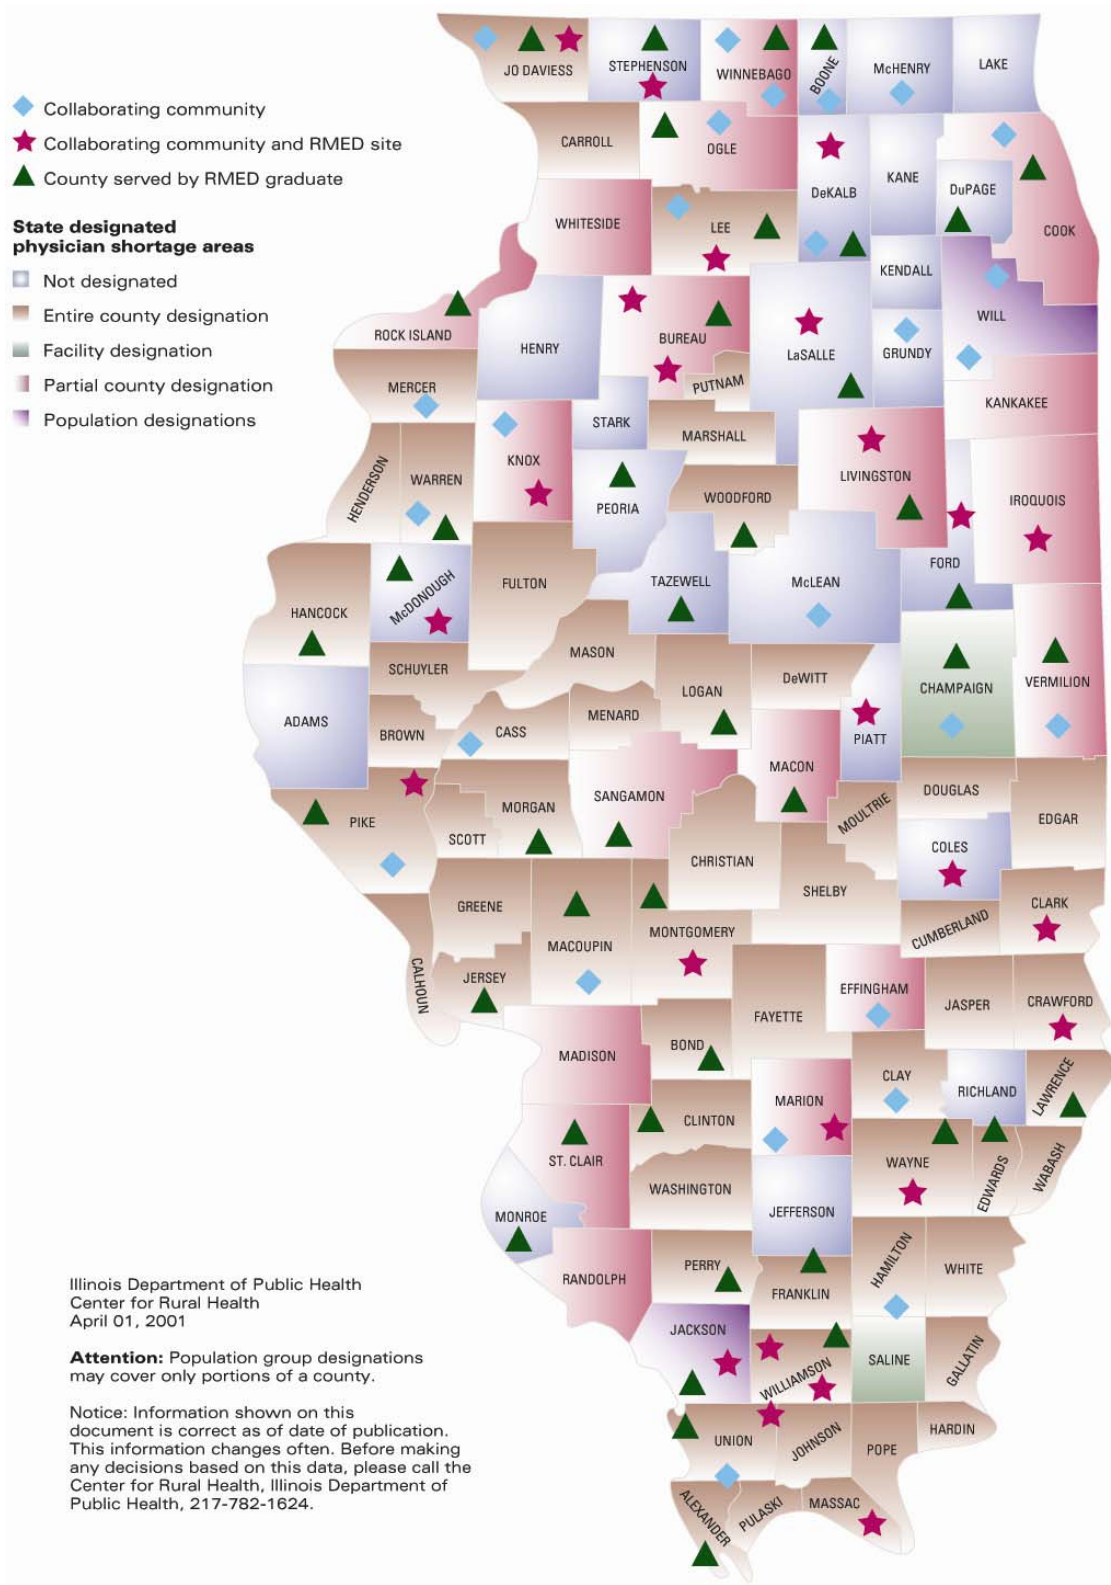 Collaborating community
Collaborating community and RMED site
County served by RMED graduate
State designated
physician shortage areas
Not designated
Entire county designation
Facility designation
Partial county designation
Population designations
JO DAVIESS
STEPHENSON
WINNEBAGO
BOONE
McHENRY
LAKE
CARROLL
OGLE
DeKALB
KANE
DuPAGE
COOK
WHITESIDE
LEE
KENDALL
ROCK ISLAND
HENRY
BUREAU
PUTNAM
LaSALLE
GRUNDY
WILL
MERCER
KNOX
STARK
MARSHALL
KANKAKEE
HENDERSON
WARREN
PEORIA
WOODFORD
LIVINGSTON
IROQUOIS
FORD
HANCOCK
McDONOUGH
FULTON
TAZEWELL
McLEAN
SCHUYLER
MASON
LOGAN
DeWITT
CHAMPAIGN
VERMILION
ADAMS
BROWN
CASS
MENARD
PIATT
MACON
PIKE
SCOTT
MORGAN
SANGAMON
CHRISTIAN
MOULTRIE
DOUGLAS
EDGAR
COLES
SHELBY
GREENE
MACOUPIN
MONTGOMERY
CUMBERLAND
CLARK
CALHOUN
JERSEY
FAYETTE
EFFINGHAM
JASPER
CRAWFORD
MADISON
BOND
CLAY
RICHLAND
LAWRENCE
MARION
CLINTON
ST. CLAIR
WASHINGTON
WAYNE
EDWARDS
WABASH
MONROE
JEFFERSON
RANDOLPH
PERRY
FRANKLIN
HAMILTON
WHITE
JACKSON
WILLIAMSON
SALINE
GALLATIN
UNION
JOHNSON
POPE
HARDIN
ALEXANDER
PULASKI
MASSAC
Illinois Department of Public Health
Center for Rural Health
April 01, 2001
Attention: Population group designations
may cover only portions of a county.
Notice: Information shown on this
document is correct as of date of publication.
This information changes often. Before making
any decisions based on this data, please call the
Center for Rural Health, Illinois Department of
Public Health, 217-782-1624.